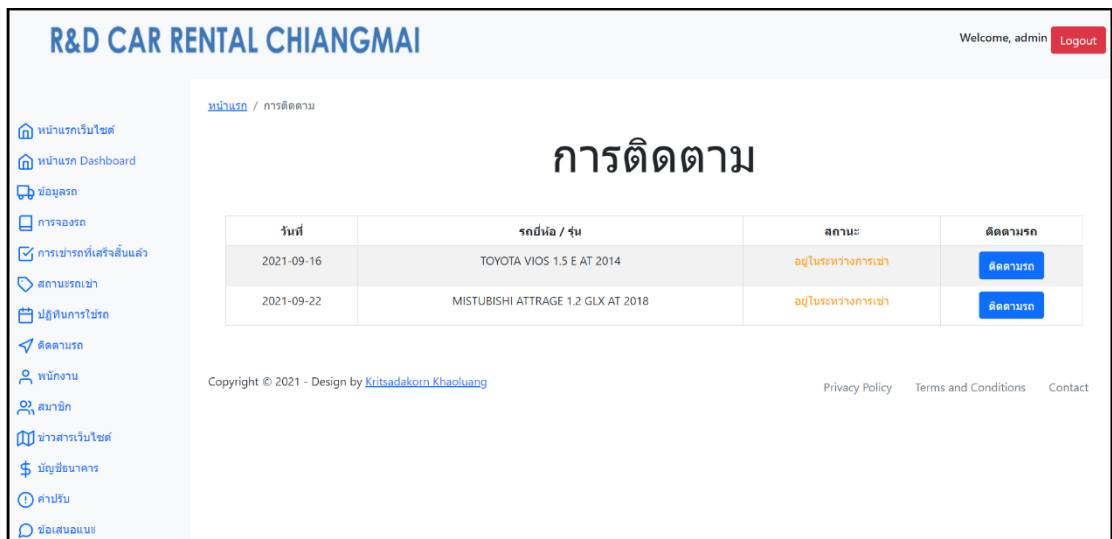 R&D CAR RENTAL CHIANGMAI
Welcome, admin Logout
หน้าแรก / การติดตาม
หน้าแรกเว็บไซต์
หน้าแรก Dashboard
ข้อมูลรถ
การจองรถ
การเช่ารถที่เสร็จสิ้นแล้ว
สถานะรถเช่า
ปฏิทินการใช้รถ
ติดตามรถ
พนักงาน
สมาชิก
ข่าวสารเว็บไซต์
บัญชีธนาคาร
ค่าปรับ
ข้อเสนอแนะ
การติดตาม
วันที่ รถยี่ห้อ / รุ่น สถานะ ติดตามรถ
2021-09-16 TOYOTA VIOS 1.5 E AT 2014 อยู่ในระหว่างการเช่า ติดตามรถ
2021-09-22 MISTUBISHI ATTRAGE 1.2 GLX AT 2018 อยู่ในระหว่างการเช่า ติดตามรถ
Copyright © 2021 - Design by Kritsadakorn Khaoluang
Privacy Policy Terms and Conditions Contact